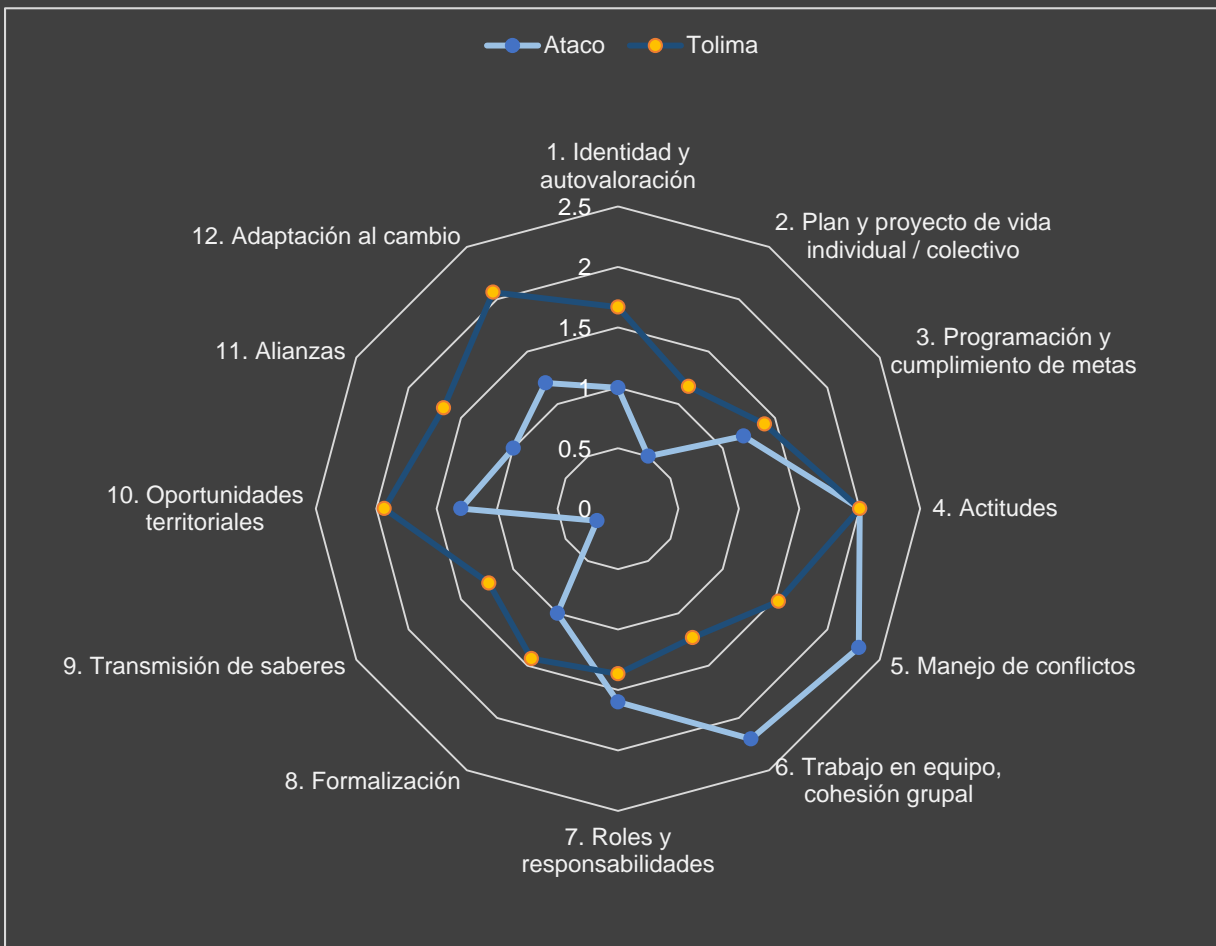 Ataco
Tolima
1. Identidad y
autovaloración
2. Plan y proyecto de vida
individual / colectivo
3. Programación y
cumplimiento de metas
4. Actitudes
5. Manejo de conflictos
6. Trabajo en equipo,
cohesión grupal
7. Roles y
responsabilidades
8. Formalización
9. Transmisión de saberes
10. Oportunidades
territoriales
11. Alianzas
12. Adaptación al cambio
2.5
2
1.5
1
0.5
0